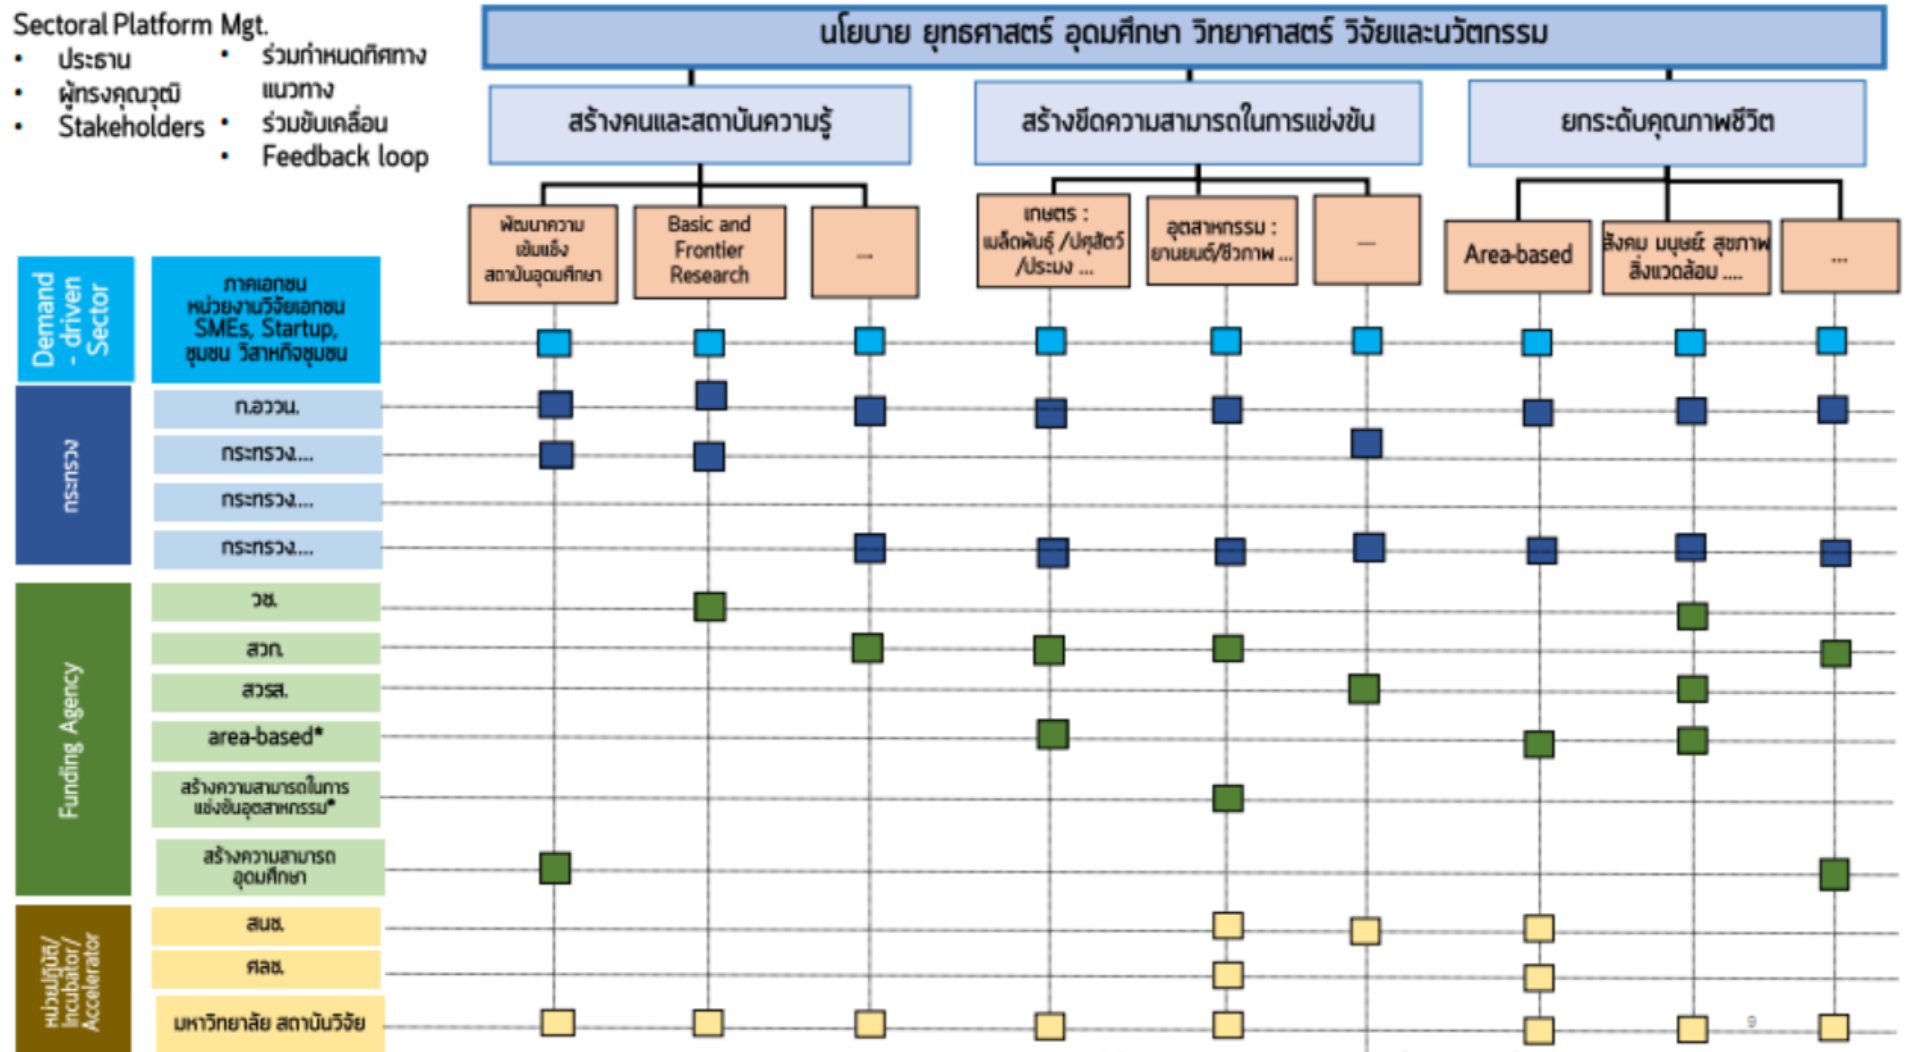 Sectoral Platform Mgt.
• ประธาน
• ผู้ทรงคุณวุฒิ
• Stakeholders
• ร่วมกำหนดทิศทาง
แนวทาง
• ร่วมขับเคลื่อน
• Feedback loop
นโยบาย ยุทธศาสตร์ อุดมศึกษา วิทยาศาสตร์ วิจัยและนวัตกรรม
สร้างคนและสถาบันความรู้
สร้างขีดความสามารถในการแข่งขัน
ยกระดับคุณภาพชีวิต
พัฒนาความ
เข้มแข็ง
สถาบันอุดมศึกษา
Basic and
Frontier
Research
...
เกษตร :
เมล็ดพันธุ์ /ปศุสัตว์
/ประมง ...
อุตสาหกรรม :
ยานยนต์/ชีวภาพ ...
....
Area-based
สังคม มนุษย์ สุขภาพ
สิ่งแวดล้อม ....
...
Demand
- driven
Sector
ภาคเอกชน
หน่วยงานวิจัยเอกชน
SMEs, Startup,
ชุมชน วิสาหกิจชุมชน
กระทรวง
ก.อววน.
กระทรวง....
กระทรวง....
กระทรวง....
Funding Agency
วช.
สวก.
สวรส.
area-based*
สร้างความสามารถในการ
แข่งขันอุตสาหกรรม*
สร้างความสามารถ
อุดมศึกษา
หน่วยปฏิบัติ/
Incubator/
Accelerator
สนช.
ศลช.
มหาวิทยาลัย สถาบันวิจัย
9